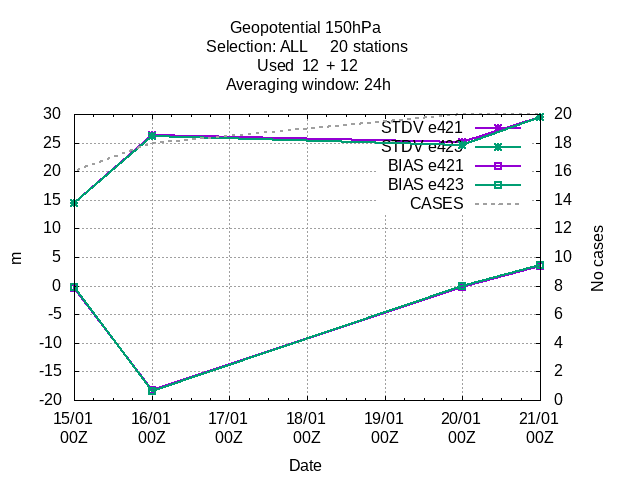 Geopotential 150hPa
Selection: ALL 20 stations
Used 12 + 12
Averaging window: 24h
STDV e421
STDV e423
BIAS e421
BIAS e423
CASES
30
25
20
15
10
5
0
-5
-10
-15
-20
m
20
18
16
14
12
10
8
6
4
2
0
No cases
15/01 16/01 17/01 18/01 19/01 20/01 21/01
00Z 00Z 00Z 00Z 00Z 00Z 00Z
Date